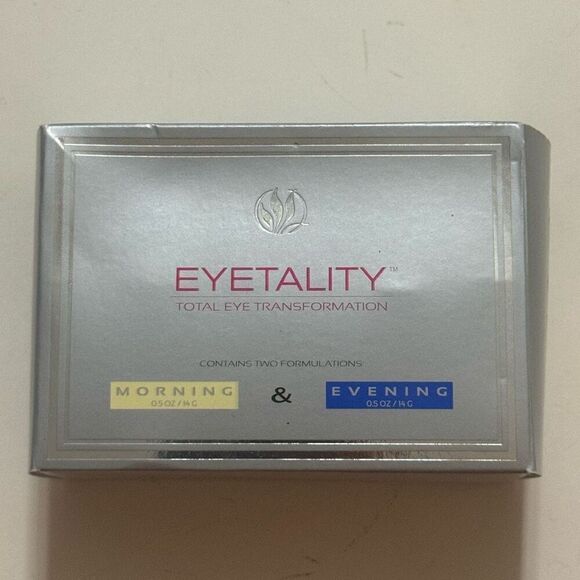 EYETALITY™
TOTAL EYE TRANSFORMATION
CONTAINS TWO FORMULATIONS
MORNING & EVENING
0.5 OZ / 14 G 0.5 OZ / 14 G